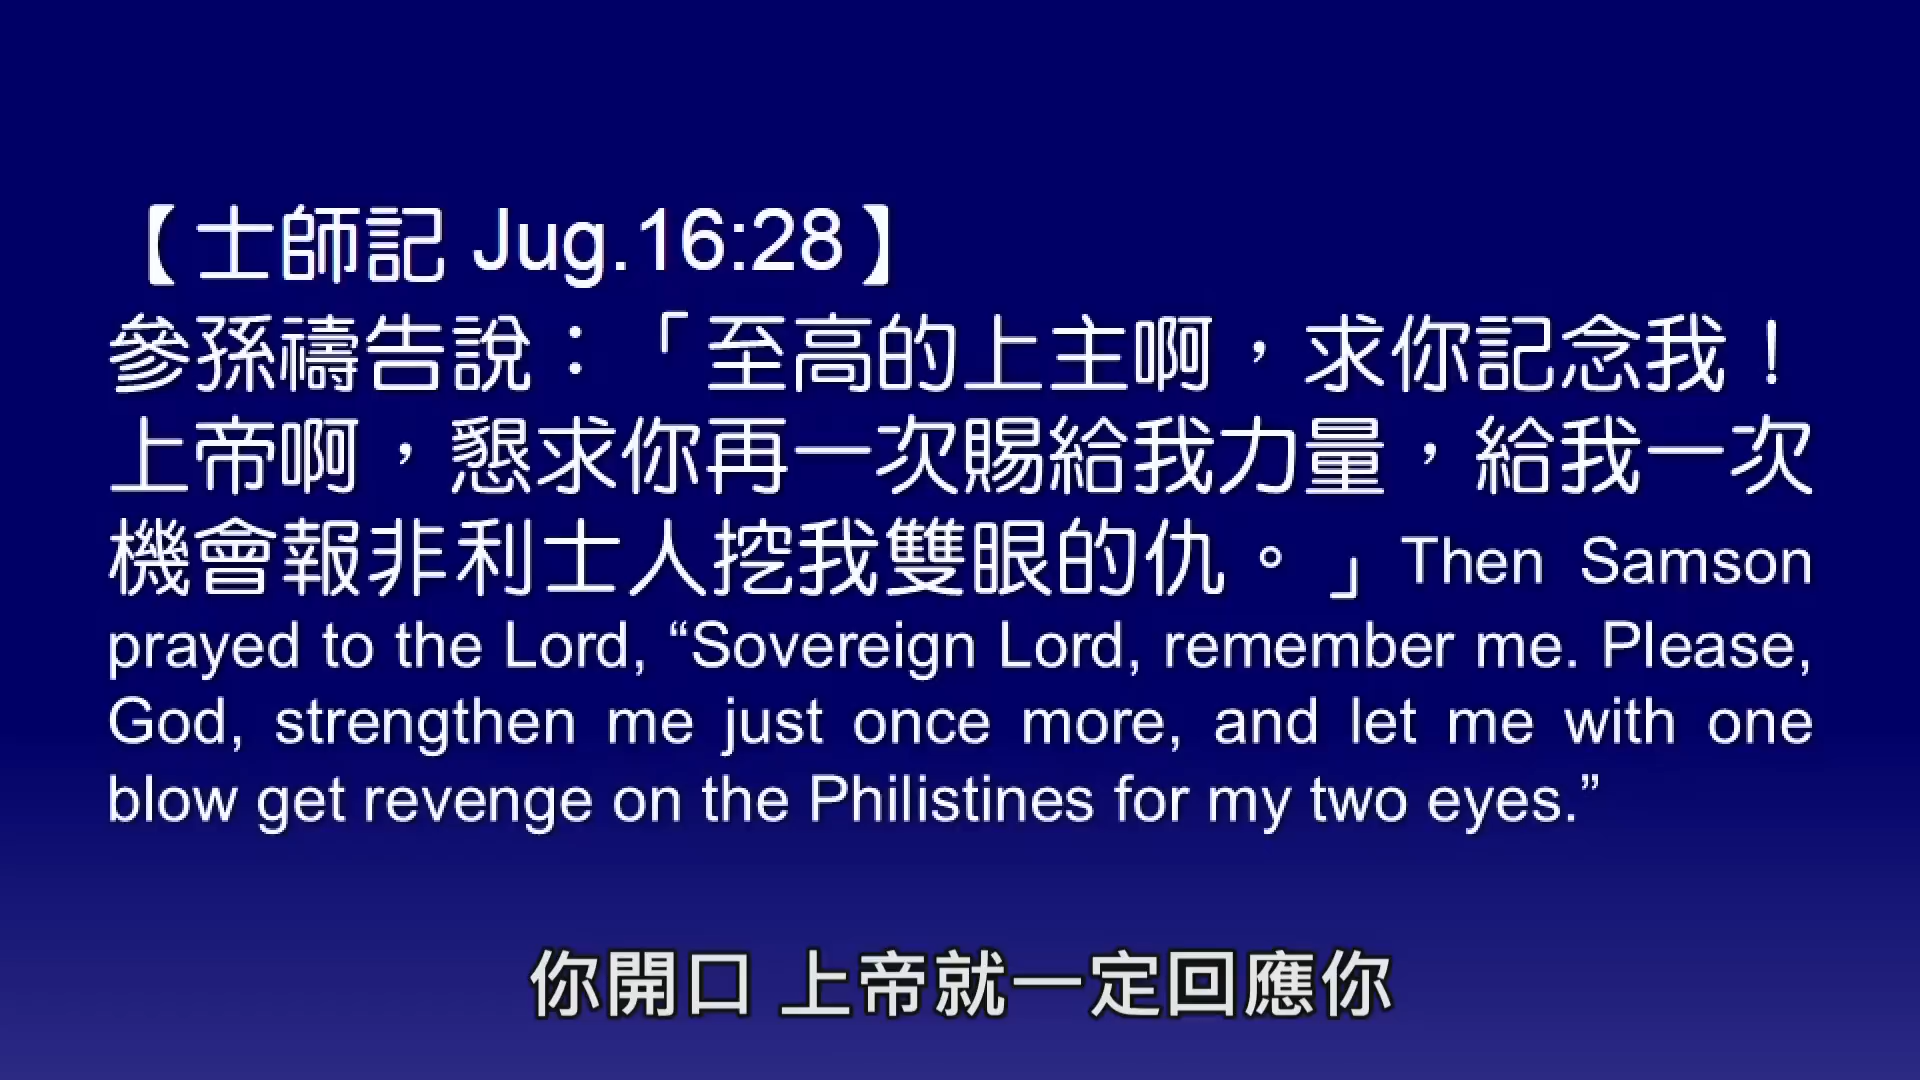 【士師記 Jug.16:28】
參孫禱告說：「至高的上主啊，求你記念我！
上帝啊，懇求你再一次賜給我力量，給我一次
機會報非利士人挖我雙眼的仇。」Then Samson
prayed to the Lord, “Sovereign Lord, remember me. Please,
God, strengthen me just once more, and let me with one
blow get revenge on the Philistines for my two eyes.”
你開口 上帝就一定回應你